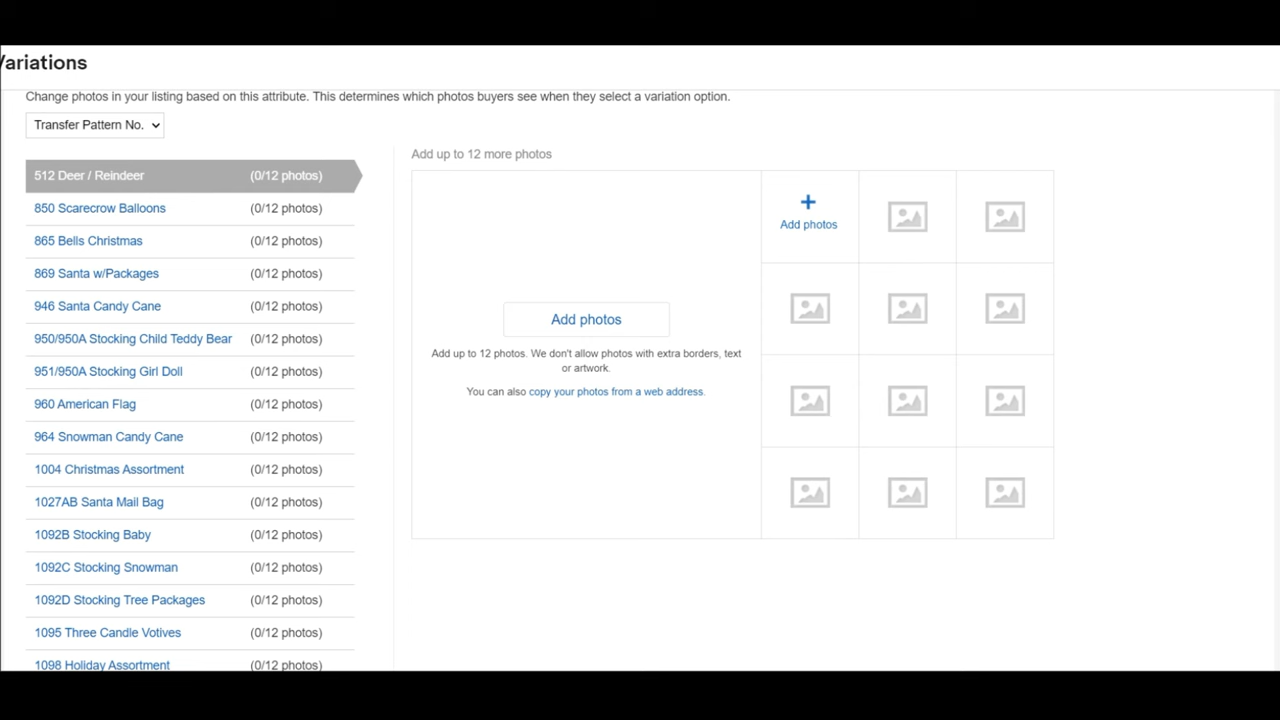 Variations
Change photos in your listing based on this attribute. This determines which photos buyers see when they select a variation option.
Transfer Pattern No.
512 Deer / Reindeer (0/12 photos)
850 Scarecrow Balloons (0/12 photos)
865 Bells Christmas (0/12 photos)
869 Santa w/Packages (0/12 photos)
946 Santa Candy Cane (0/12 photos)
950/950A Stocking Child Teddy Bear (0/12 photos)
951/950A Stocking Girl Doll (0/12 photos)
960 American Flag (0/12 photos)
964 Snowman Candy Cane (0/12 photos)
1004 Christmas Assortment (0/12 photos)
1027AB Santa Mail Bag (0/12 photos)
1092B Stocking Baby (0/12 photos)
1092C Stocking Snowman (0/12 photos)
1092D Stocking Tree Packages (0/12 photos)
1095 Three Candle Votives (0/12 photos)
1098 Holiday Assortment (0/12 photos)
Add up to 12 more photos
Add photos
Add up to 12 photos. We don't allow photos with extra borders, text
or artwork.
You can also copy your photos from a web address.
+
Add photos